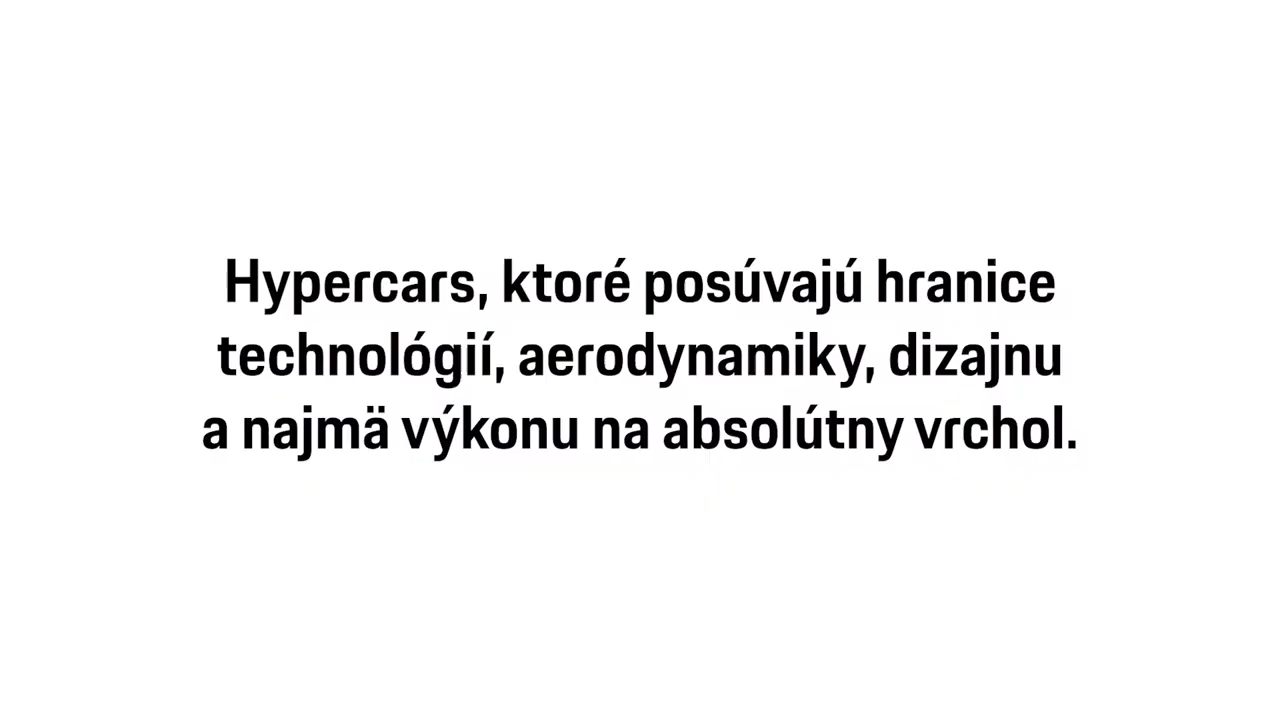 Hypercars, ktoré posúvajú hranice
technológií, aerodynamiky, dizajnu
a najmä výkonu na absolútny vrchol.